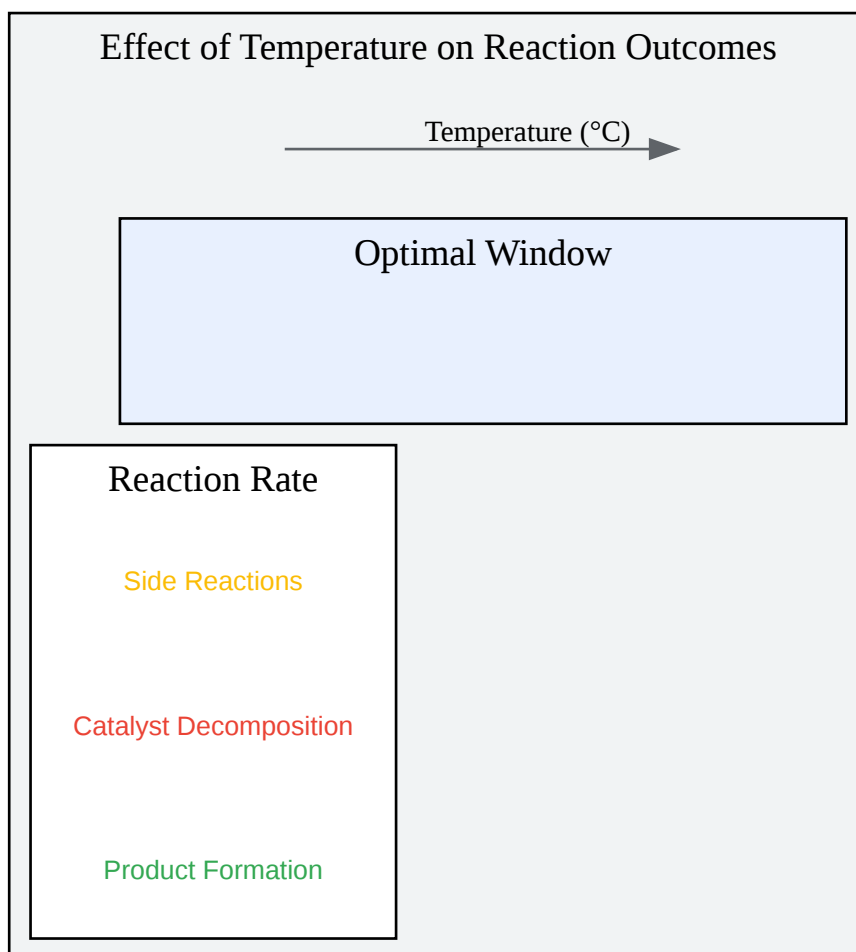 Effect of Temperature on Reaction Outcomes
Temperature (°C)
Optimal Window
Reaction Rate
Side Reactions
Catalyst Decomposition
Product Formation